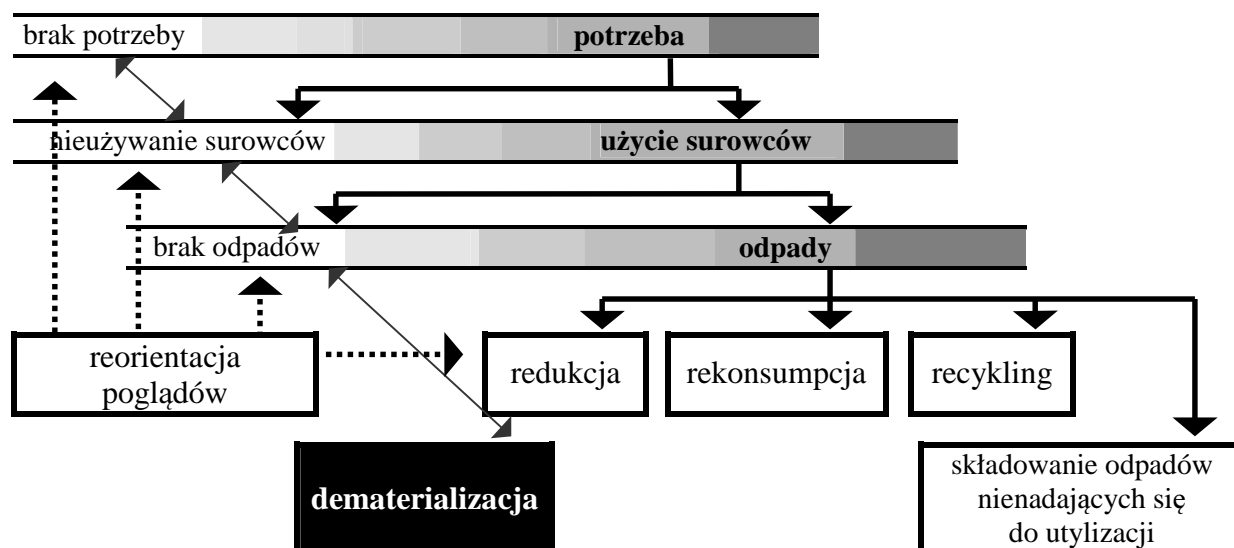 brak potrzeby
potrzeba
nieużywanie surowców
użycie surowców
brak odpadów
odpady
reorientacja
poglądów
redukcja
rekonsumpcja
recykling
dematerializacja
składowanie odpadów
nienadających się
do utylizacji